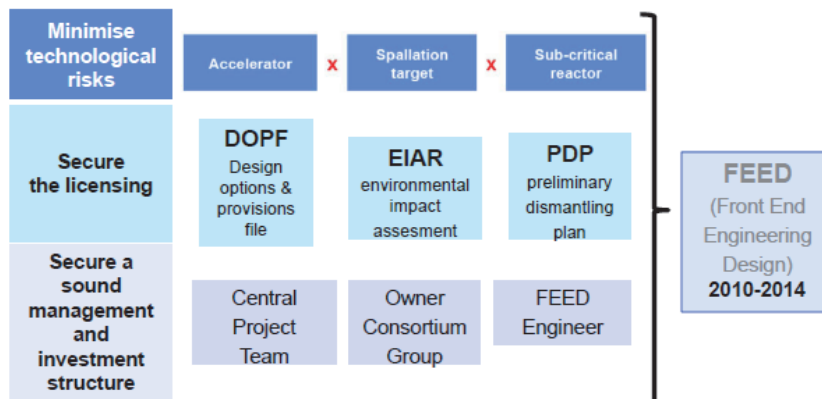 Minimise
technological
risks
Accelerator
x
Spallation
target
x
Sub-critical
reactor
Secure
the licensing
DOPF
Design
options &
provisions
file
EIAR
environmental
impact
assesment
PDP
preliminary
dismantling
plan
Secure a
sound
management
and
investment
structure
Central
Project
Team
Owner
Consortium
Group
FEED
Engineer
FEED
(Front End
Engineering
Design)
2010-2014